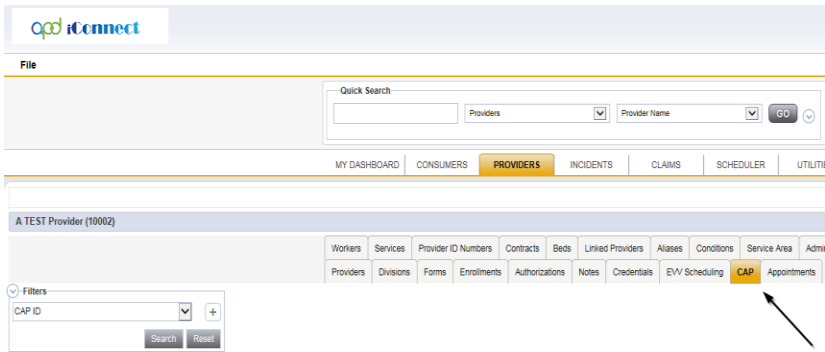 apd iConnect
File
Quick Search
Providers Provider Name GO
MY DASHBOARD CONSUMERS PROVIDERS INCIDENTS CLAIMS SCHEDULER UTILITIE
A TEST Provider (10002)
Workers Services Provider ID Numbers Contracts Beds Linked Providers Aliases Conditions Service Area Admi
Providers Divisions Forms Enrollments Authorizations Notes Credentials EVV Scheduling CAP Appointments
Filters
CAP ID +
Search Reset